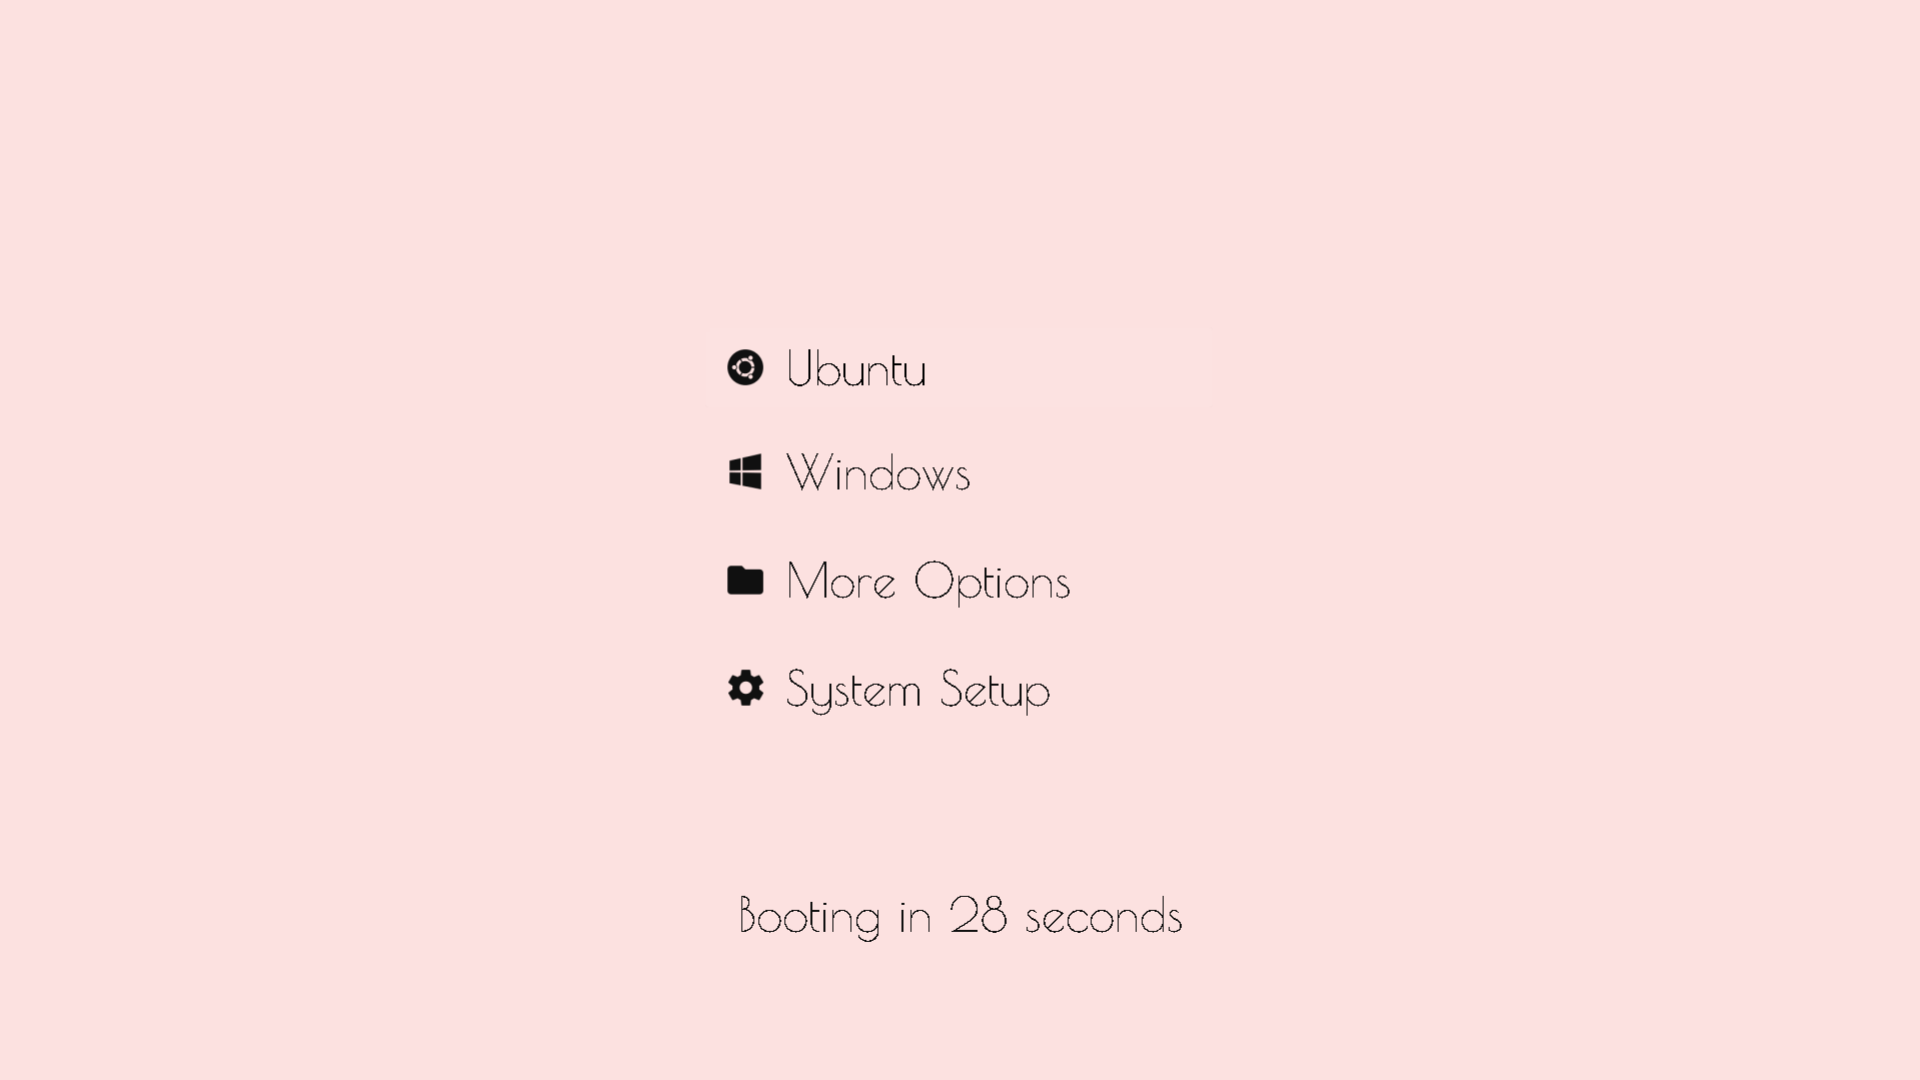 Ubuntu
Windows
More Options
System Setup
Booting in 28 seconds